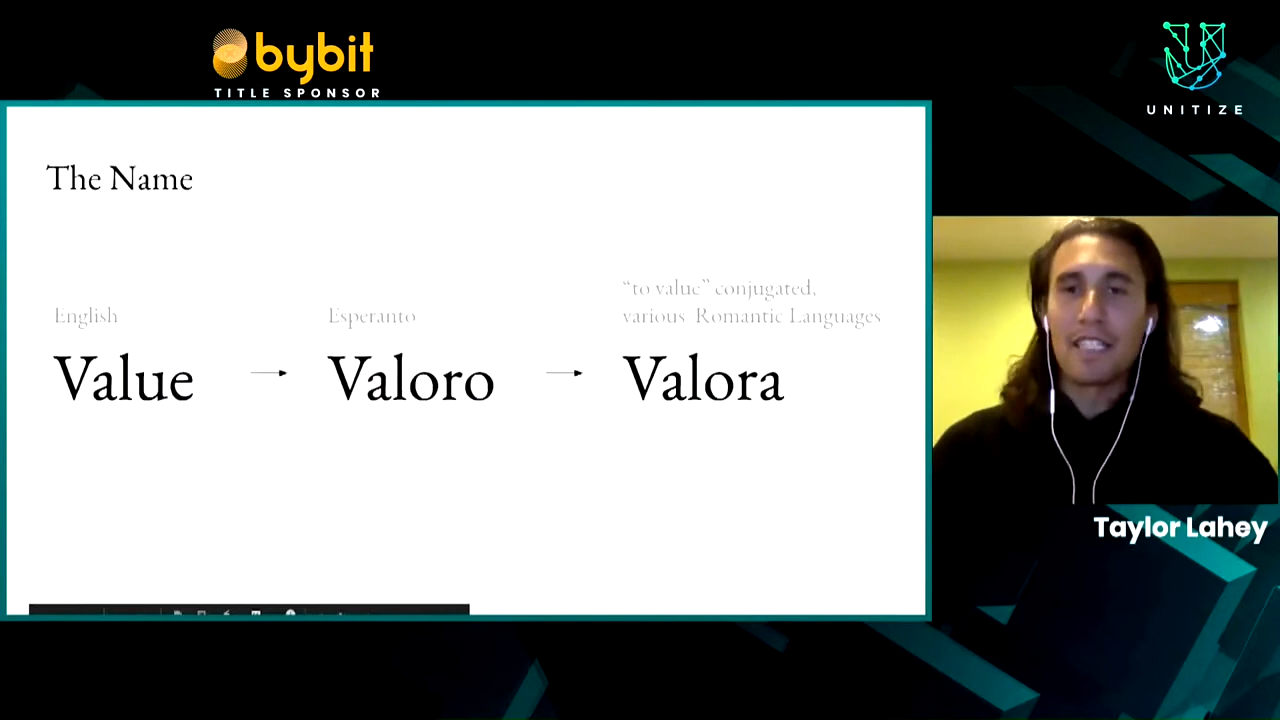 bybit
TITLE SPONSOR
UNITIZE
The Name
"to value" conjugated,
English
Esperanto
various Romantic Languages
Value
Valoro
Valora
Taylor Lahey